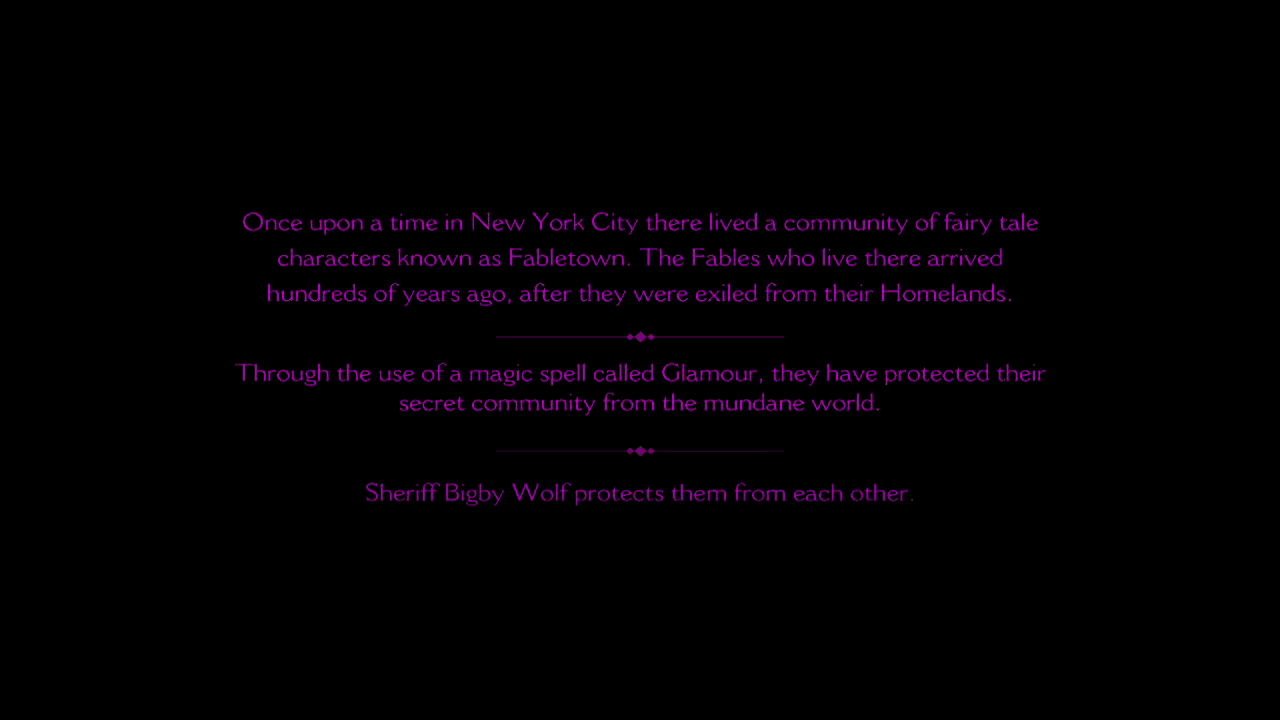 Once upon a time in New York City there lived a community of fairy tale
characters known as Fabletown. The Fables who live there arrived
hundreds of years ago, after they were exiled from their Homelands.
Through the use of a magic spell called Glamour, they have protected their
secret community from the mundane world.
Sheriff Bigby Wolf protects them from each other.